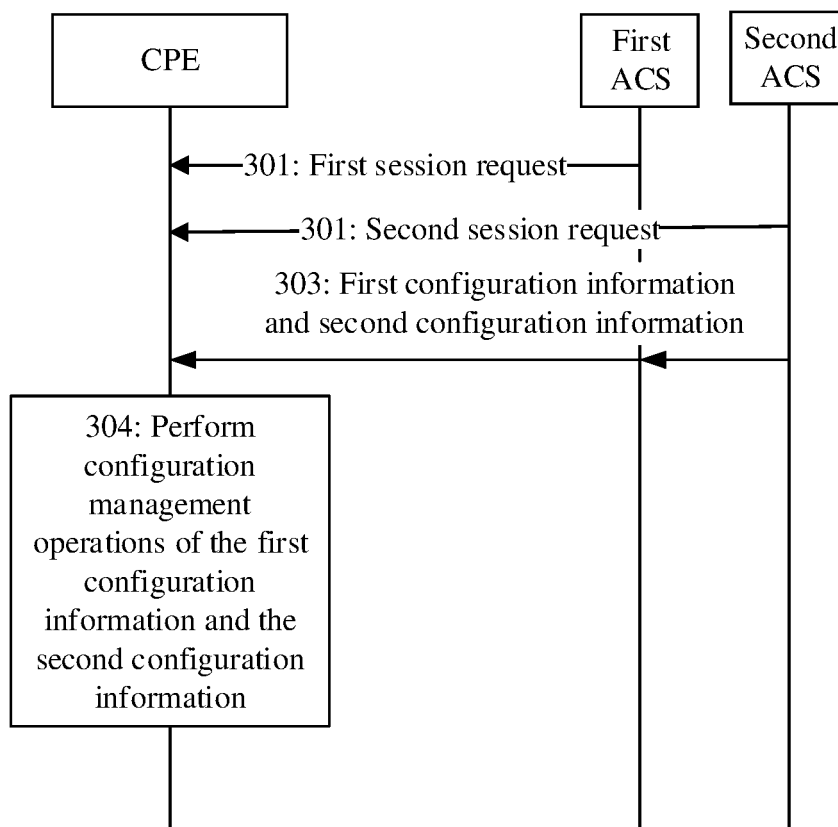 CPE
First
ACS
Second
ACS
301: First session request
301: Second session request
303: First configuration information
and second configuration information
304: Perform
configuration
management
operations of the first
configuration
information and the
second configuration
information